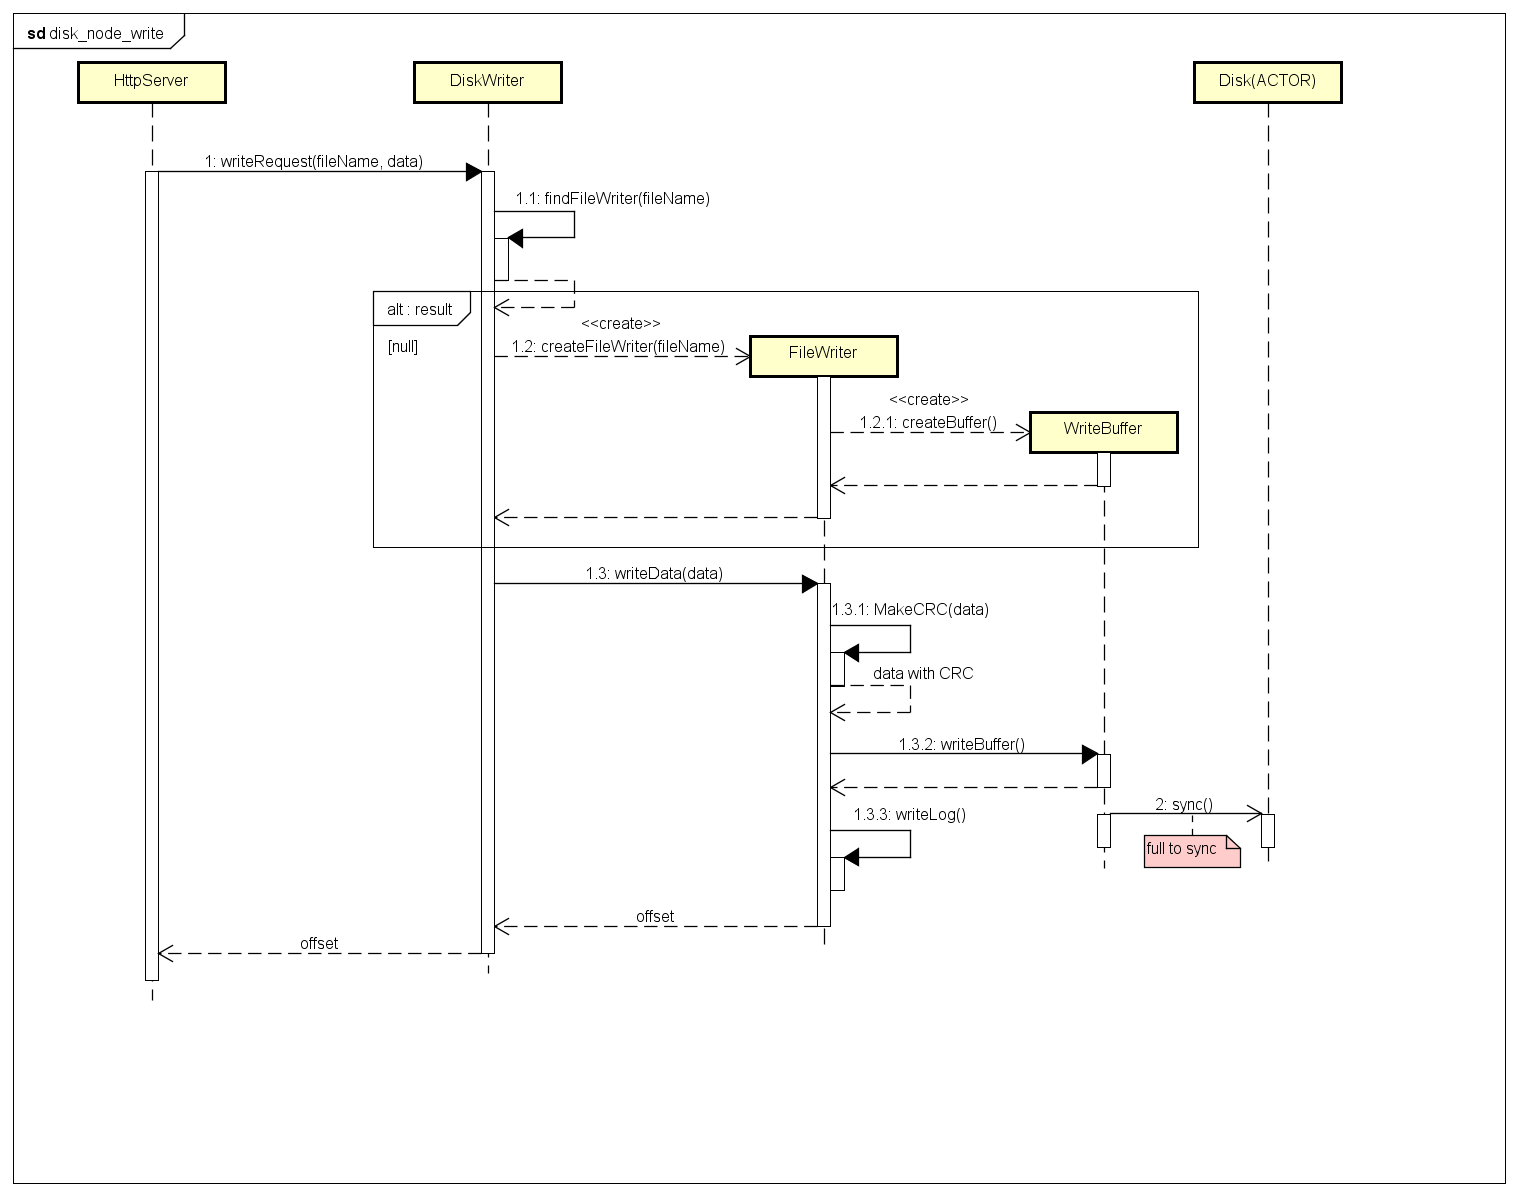 sd disk_node_write
HttpServer
DiskWriter
Disk(ACTOR)
1: writeRequest(fileName, data)
1.1: findFileWriter(fileName)
alt : result
[null]
<<create>>
1.2: createFileWriter(fileName)
FileWriter
<<create>>
1.2.1: createBuffer()
WriteBuffer
1.3: writeData(data)
1.3.1: MakeCRC(data)
data with CRC
1.3.2: writeBuffer()
2: sync()
1.3.3: writeLog()
full to sync
offset
offset